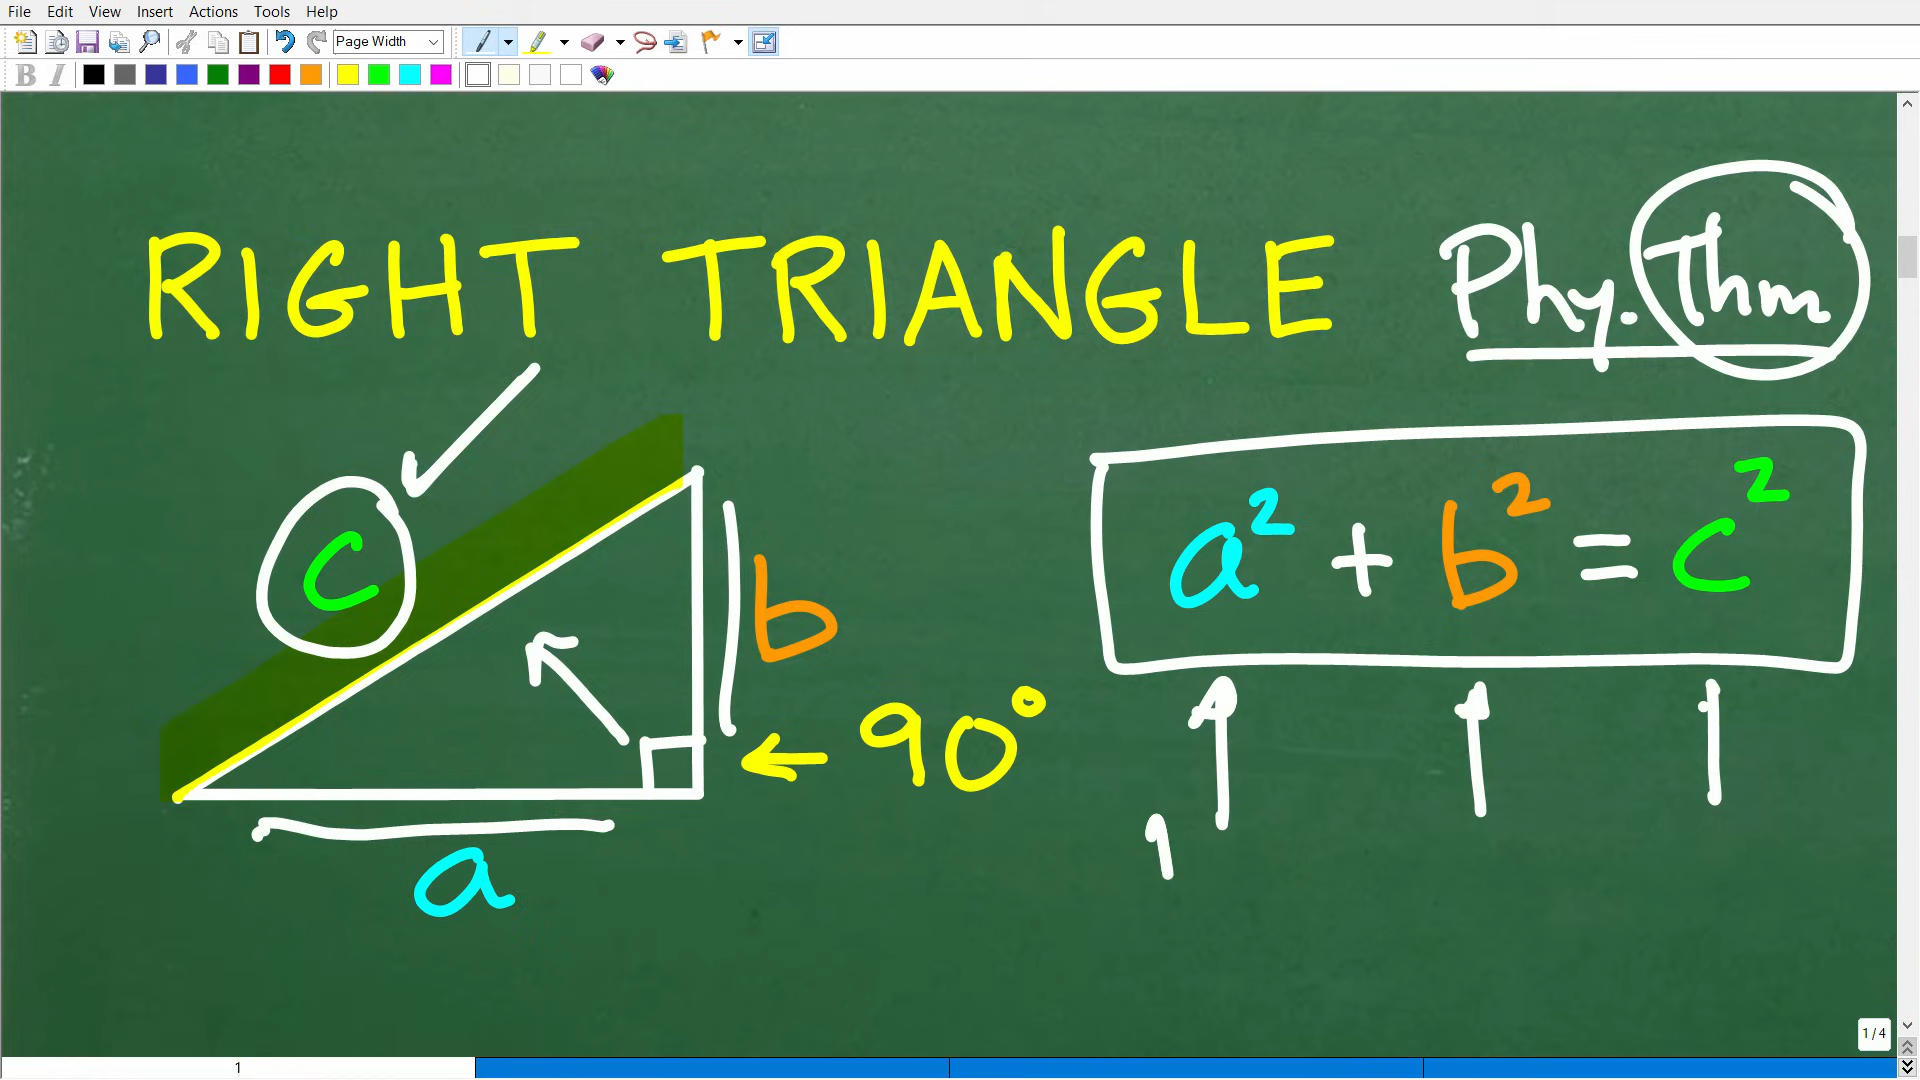 File Edit View Insert Actions Tools Help
Page Width
B I
RIGHT TRIANGLE Phy. Thm
c
b
a² + b² = c²
← 90°
a
1
1 / 4
1